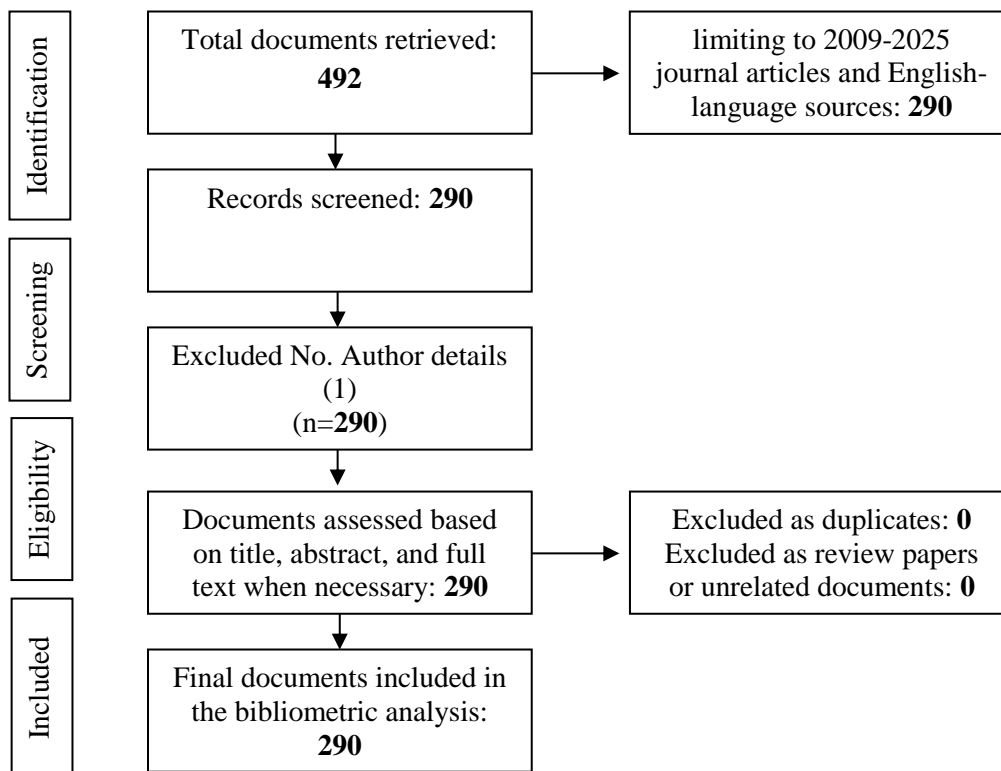 Identification
Total documents retrieved:
492
limiting to 2009-2025
journal articles and English-
language sources: 290
Records screened: 290
Screening
Excluded No. Author details
(1)
(n=290)
Eligibility
Documents assessed based
on title, abstract, and full
text when necessary: 290
Excluded as duplicates: 0
Excluded as review papers
or unrelated documents: 0
Included
Final documents included in
the bibliometric analysis:
290